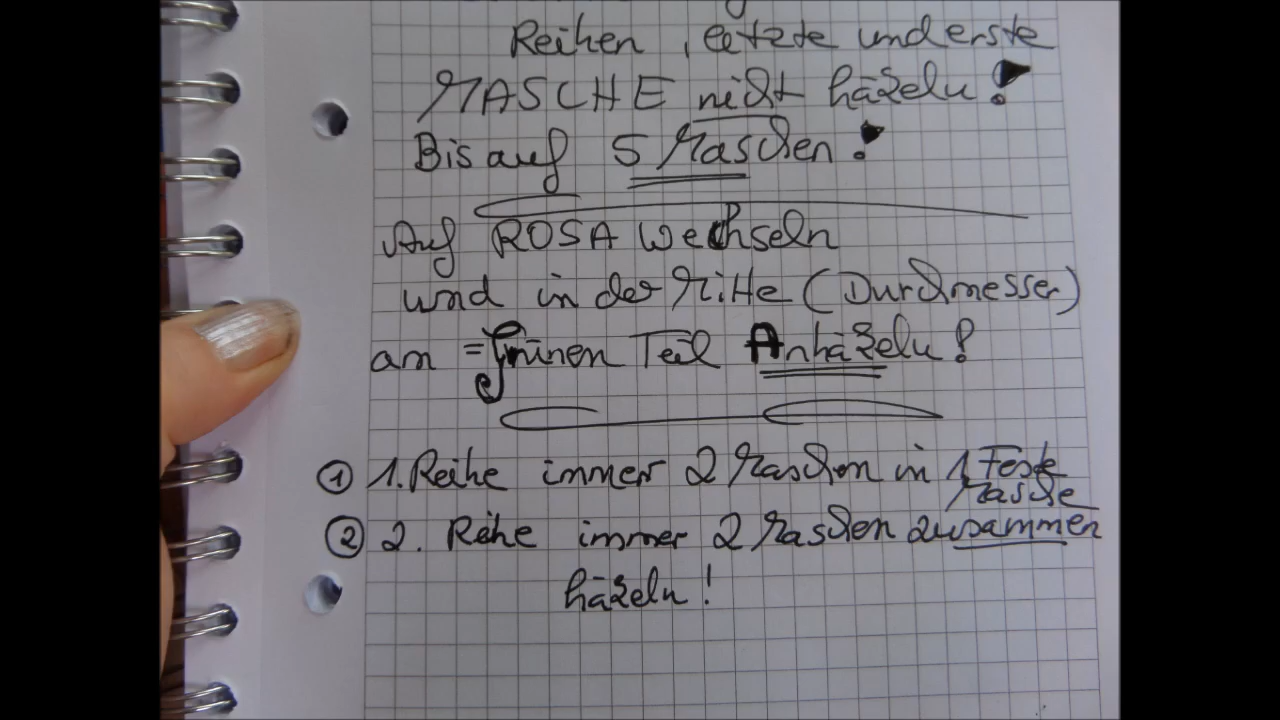 Reihen, letzte und erste
MASCHE nicht häkeln!
Bis auf 5 Maschen!
Auf ROSA wechseln
und in der Mitte (Durchmesser)
am = grünen Teil Anhäkeln!
① 1. Reihe immer 2 Maschen in 1 Feste
Masche
② 2. Reihe immer 2 Maschen zusammen
häkeln!